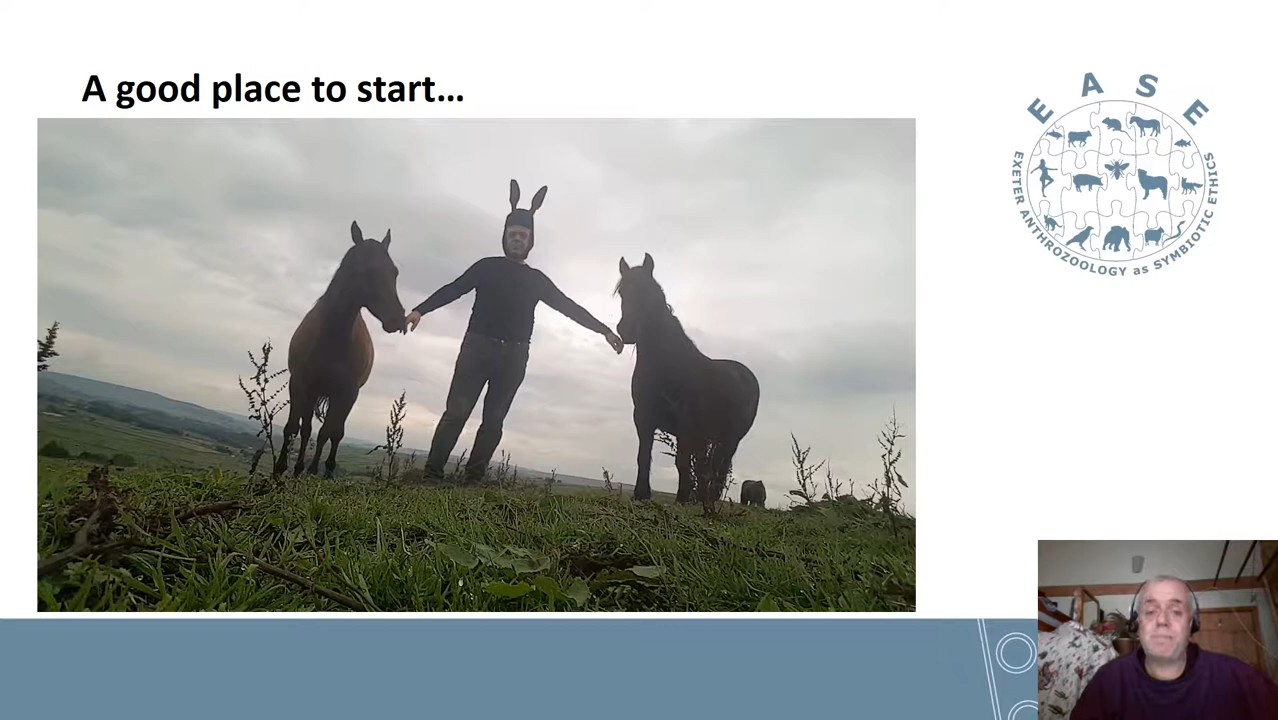 A good place to start…
E A S E
EXETER ANTHROZOOLOGY as SYMBIOTIC ETHICS